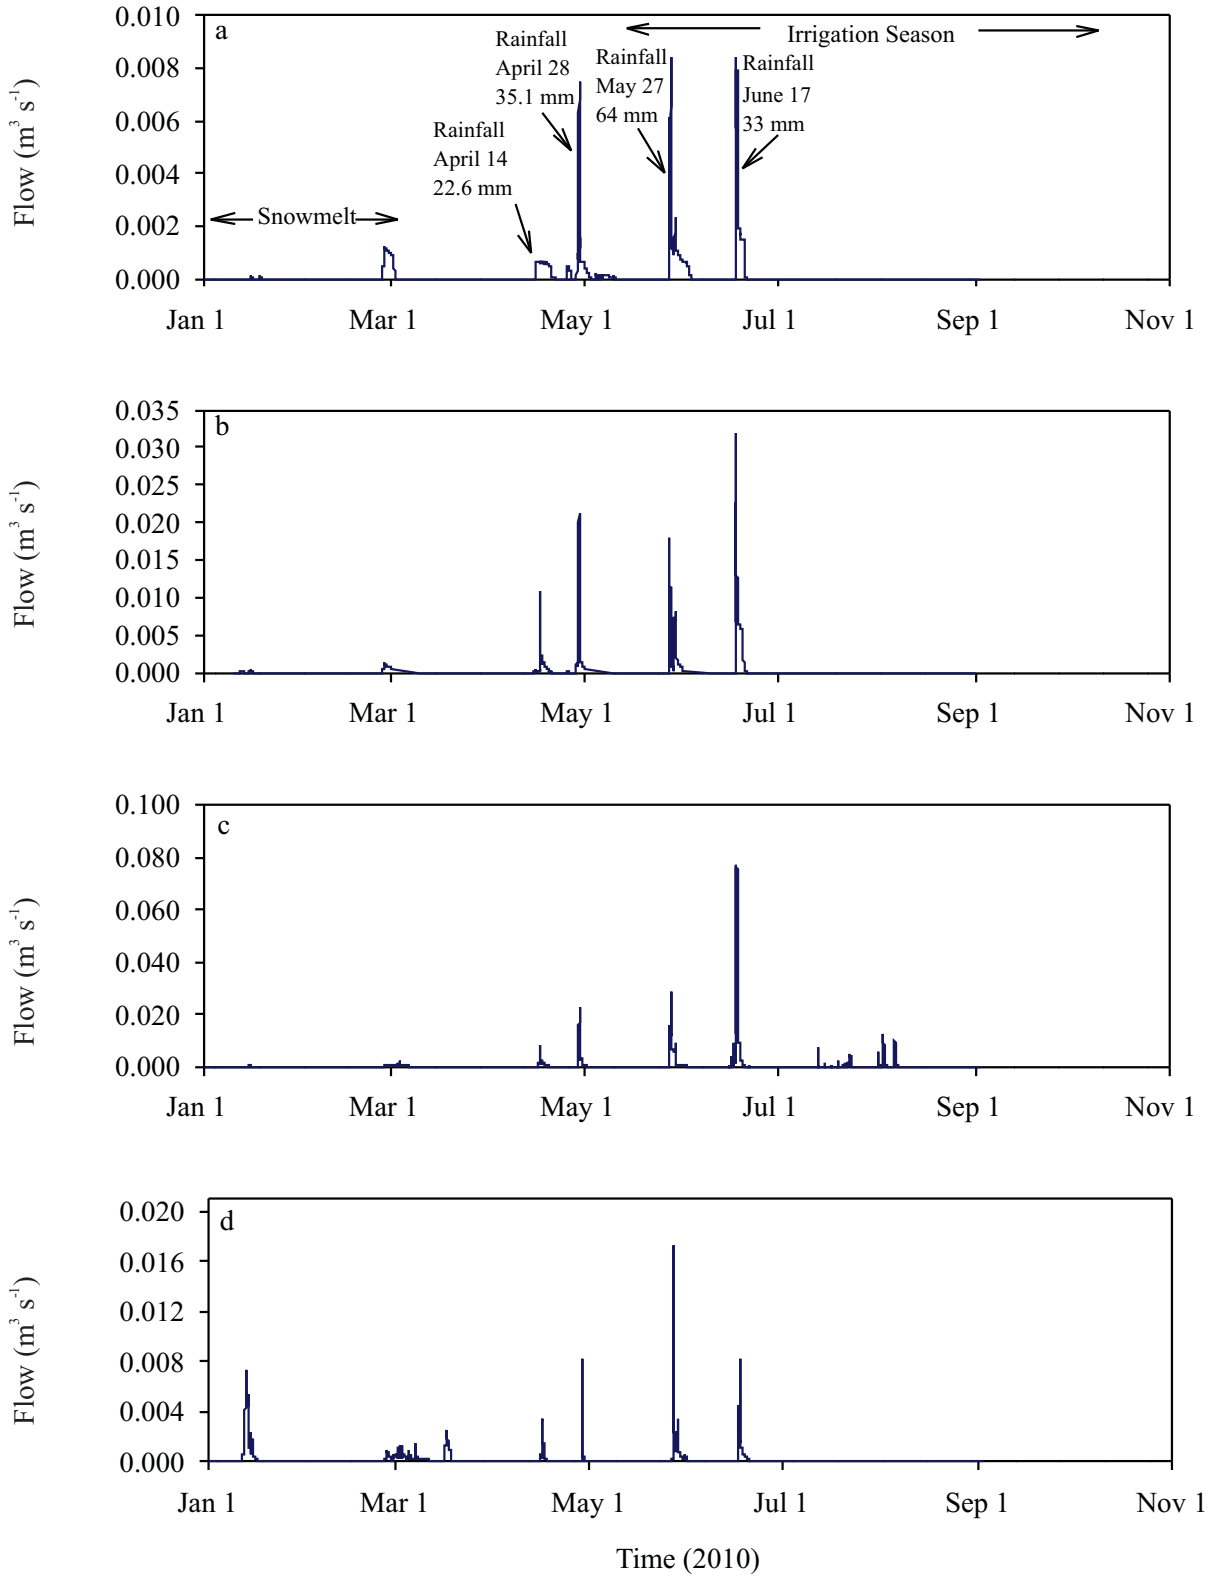 a
Irrigation Season
Rainfall
April 28
35.1 mm
Rainfall
May 27
64 mm
Rainfall
June 17
33 mm
Rainfall
April 14
22.6 mm
Snowmelt
Flow (m³ s⁻¹)
0.010
0.008
0.006
0.004
0.002
0.000
Jan 1 Mar 1 May 1 Jul 1 Sep 1 Nov 1
b
Flow (m³ s⁻¹)
0.035
0.030
0.025
0.020
0.015
0.010
0.005
0.000
Jan 1 Mar 1 May 1 Jul 1 Sep 1 Nov 1
c
Flow (m³ s⁻¹)
0.100
0.080
0.060
0.040
0.020
0.000
Jan 1 Mar 1 May 1 Jul 1 Sep 1 Nov 1
d
Flow (m³ s⁻¹)
0.020
0.016
0.012
0.008
0.004
0.000
Jan 1 Mar 1 May 1 Jul 1 Sep 1 Nov 1
Time (2010)